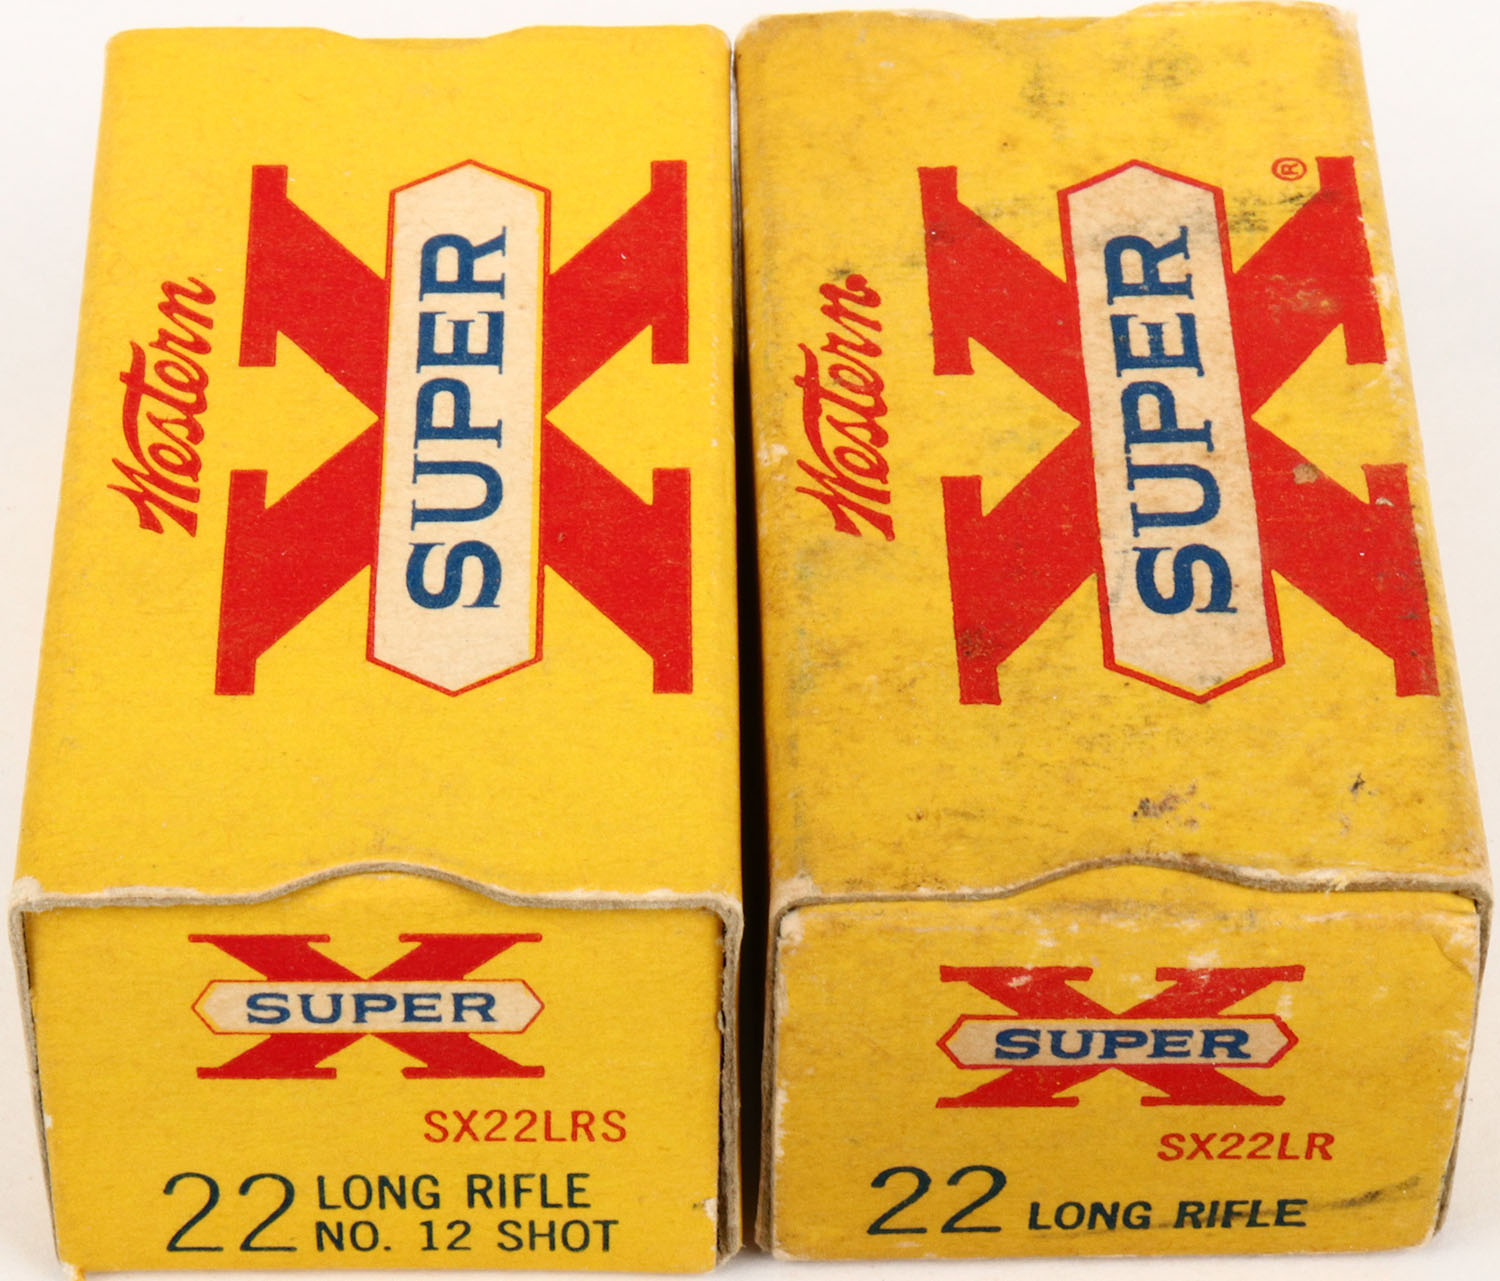 Western
SUPER X
SUPER X
SX22LRS
22 LONG RIFLE
NO. 12 SHOT
Western
SUPER X ®
SUPER X
SX22LR
22 LONG RIFLE